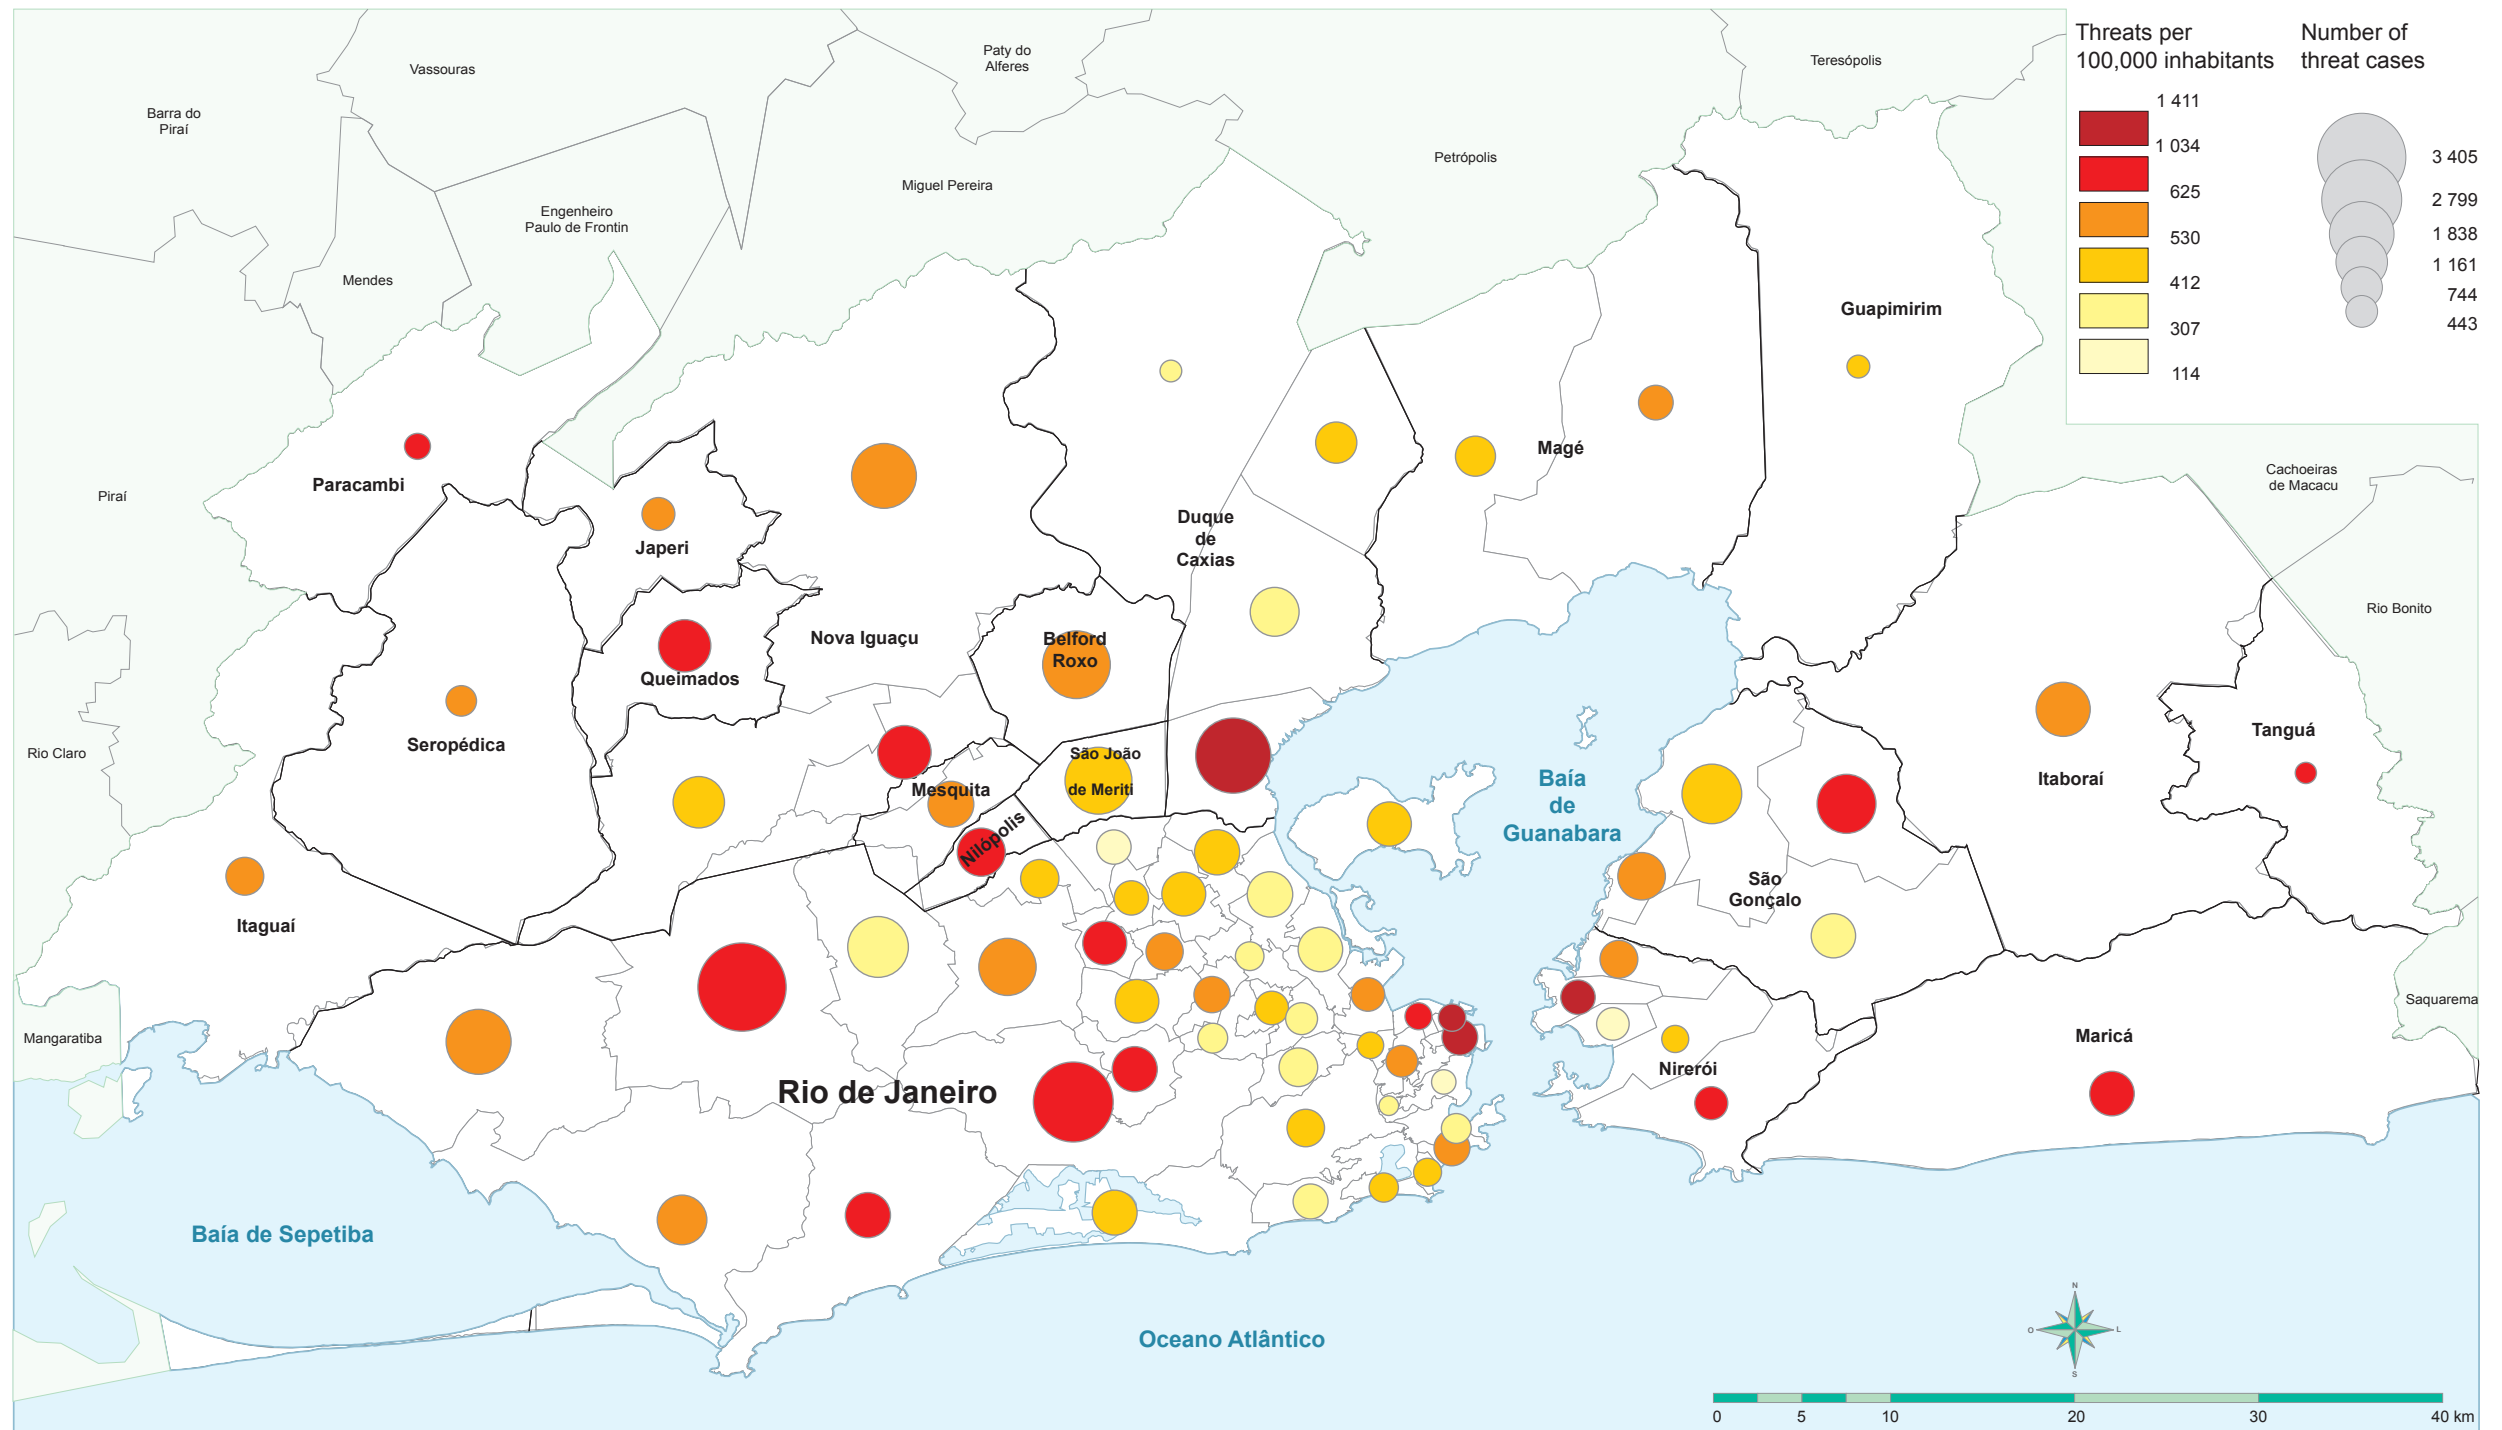 Threats per
100,000 inhabitants
1 411
1 034
625
530
412
307
114
Number of
threat cases
3 405
2 799
1 838
1 161
744
443
Vassouras
Paty do
Alferes
Teresópolis
Barra do
Piraí
Petrópolis
Miguel Pereira
Engenheiro
Paulo de Frontin
Mendes
Guapimirim
Magé
Paracambi
Piraí
Cachoeiras
de Macacu
Duque
de
Caxias
Japeri
Rio Bonito
Nova Iguaçu
Belford
Roxo
Queimados
Seropédica
Rio Claro
São João
de Meriti
Mesquita
Nilópolis
Baía
de
Guanabara
Itaboraí
Tanguá
São
Gonçalo
Itaguaí
Saquarema
Mangaratiba
Maricá
Nirerói
Rio de Janeiro
Baía de Sepetiba
Oceano Atlântico
N
O
L
S
0 5 10 20 30 40 km